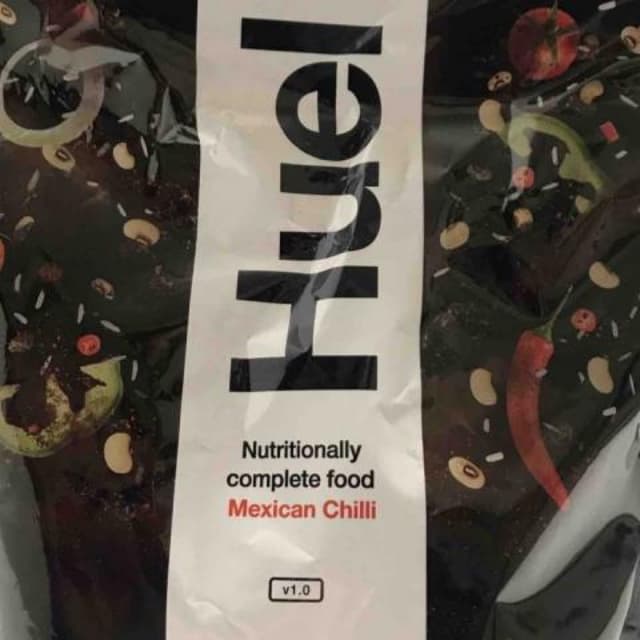 Huel
Nutritionally
complete food
Mexican Chilli
v1.0